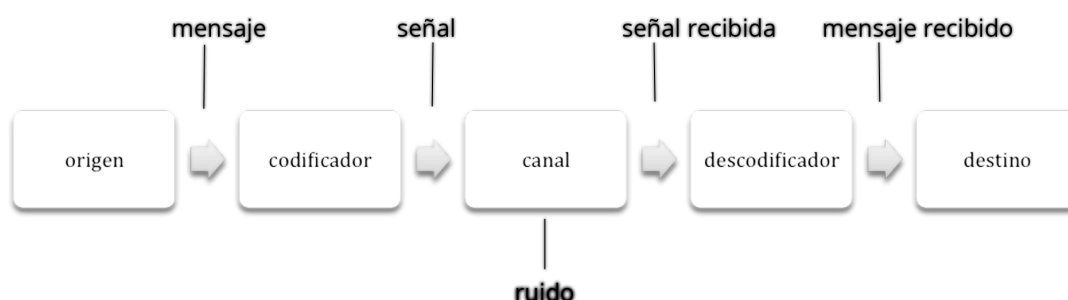 mensaje
señal
señal recibida
mensaje recibido
origen
codificador
canal
descodificador
destino
ruido